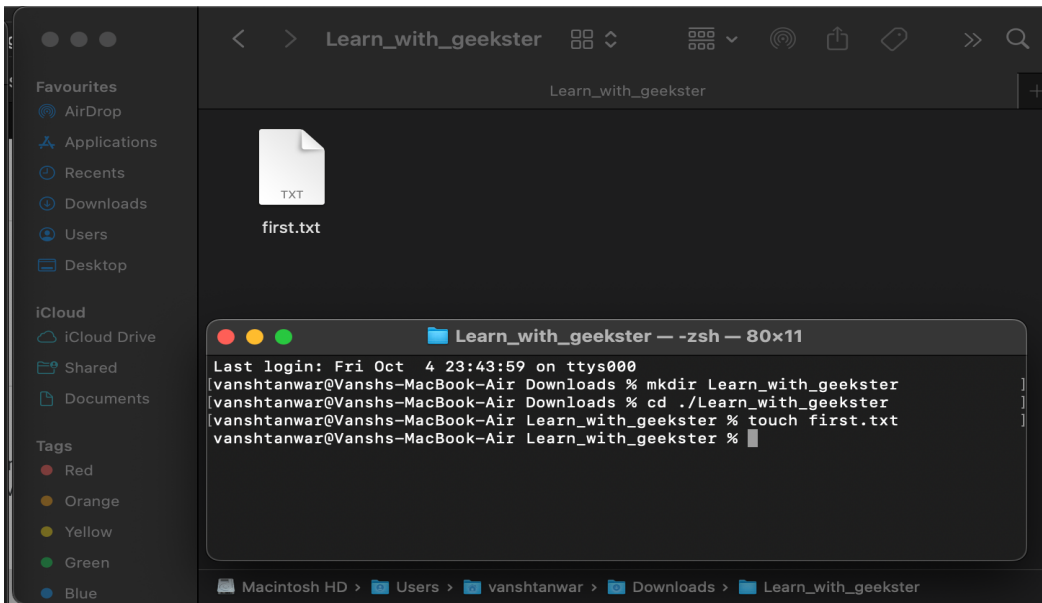 Learn_with_geekster
Learn_with_geekster
Favourites
AirDrop
Applications
Recents
Downloads
Users
Desktop
iCloud
iCloud Drive
Shared
Documents
Tags
Red
Orange
Yellow
Green
Blue
TXT
first.txt
Learn_with_geekster — -zsh — 80×11
Last login: Fri Oct  4 23:43:59 on ttys000
[vanshtanwar@Vanshs-MacBook-Air Downloads % mkdir Learn_with_geekster ]
[vanshtanwar@Vanshs-MacBook-Air Downloads % cd ./Learn_with_geekster ]
[vanshtanwar@Vanshs-MacBook-Air Learn_with_geekster % touch first.txt ]
vanshtanwar@Vanshs-MacBook-Air Learn_with_geekster %
Macintosh HD › Users › vanshtanwar › Downloads › Learn_with_geekster